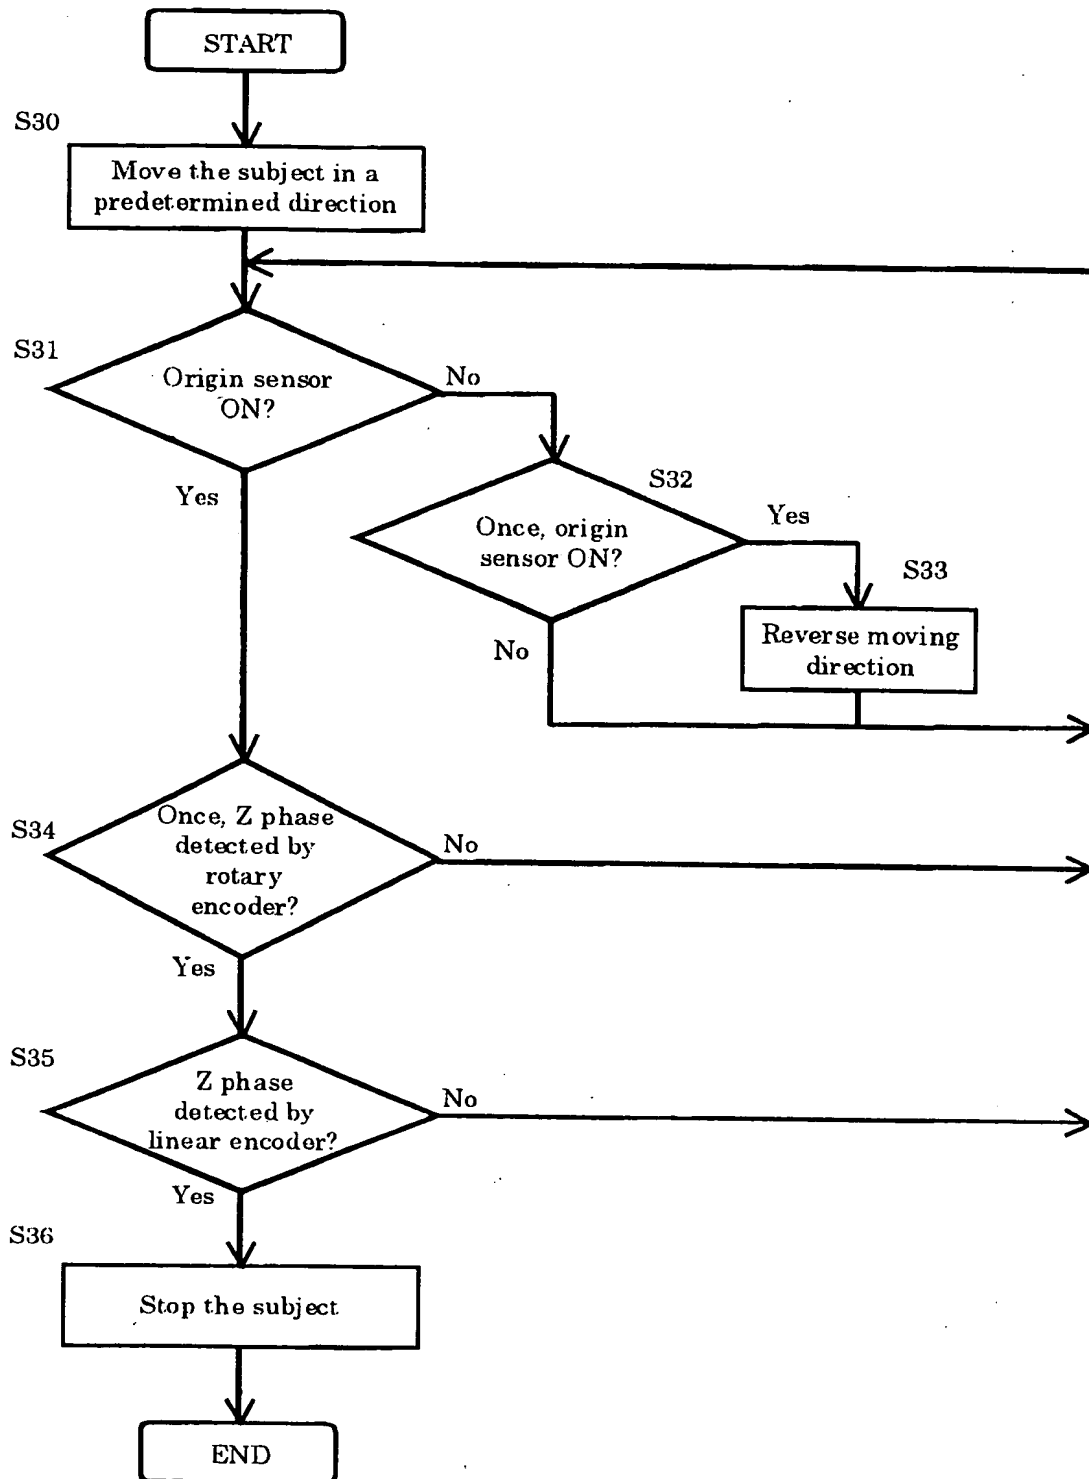 START
S30
Move the subject in a
predetermined direction
S31
Origin sensor
ON?
No
Yes
S32
Once, origin
sensor ON?
Yes
No
S33
Reverse moving
direction
S34
Once, Z phase
detected by
rotary
encoder?
No
Yes
S35
Z phase
detected by
linear encoder?
No
Yes
S36
Stop the subject
END